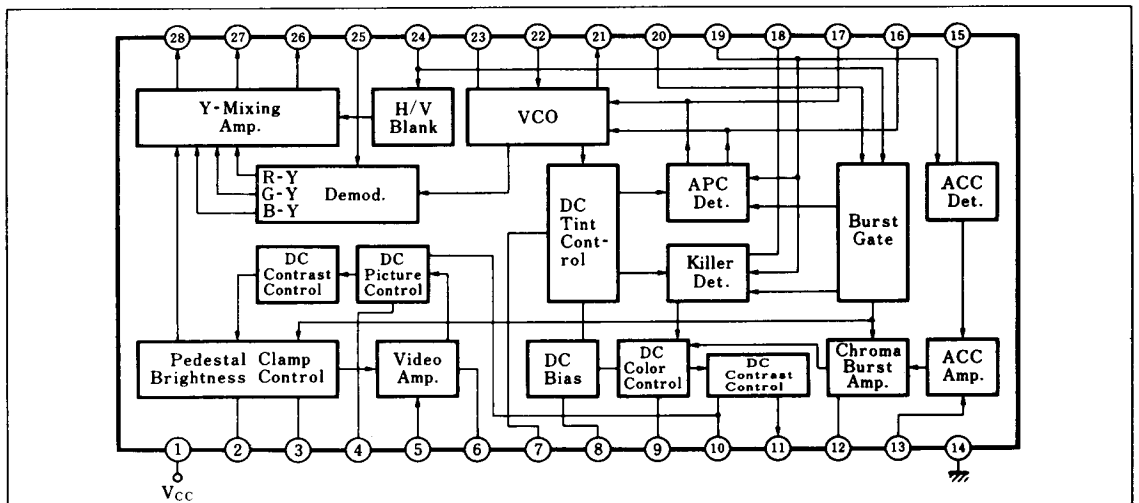 28 27 26 25 24 23 22 21 20 19 18 17 16 15
Y-Mixing
Amp.
H/V
Blank
VCO
R-Y
G-Y
B-Y
Demod.
DC
Tint
Cont-
rol
APC
Det.
Burst
Gate
ACC
Det.
DC
Contrast
Control
DC
Picture
Control
Killer
Det.
Pedestal Clamp
Brightness Control
Video
Amp.
DC
Bias
DC
Color
Control
DC
Contrast
Control
Chroma
Burst
Amp.
ACC
Amp.
1 2 3 4 5 6 7 8 9 10 11 12 13 14
VCC